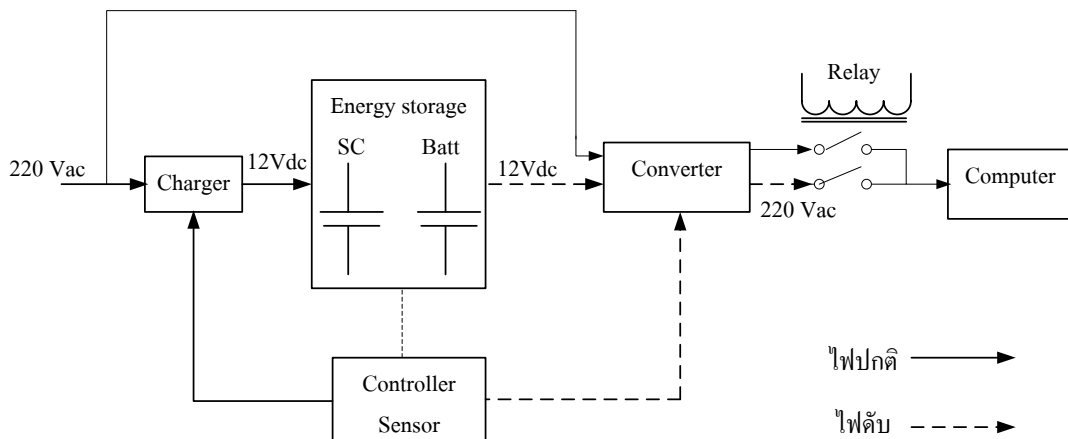 Relay
Energy storage
SC
Batt
220 Vac
Charger
12Vdc
12Vdc
Converter
220 Vac
Computer
Controller
Sensor
ไฟปกติ
ไฟดับ